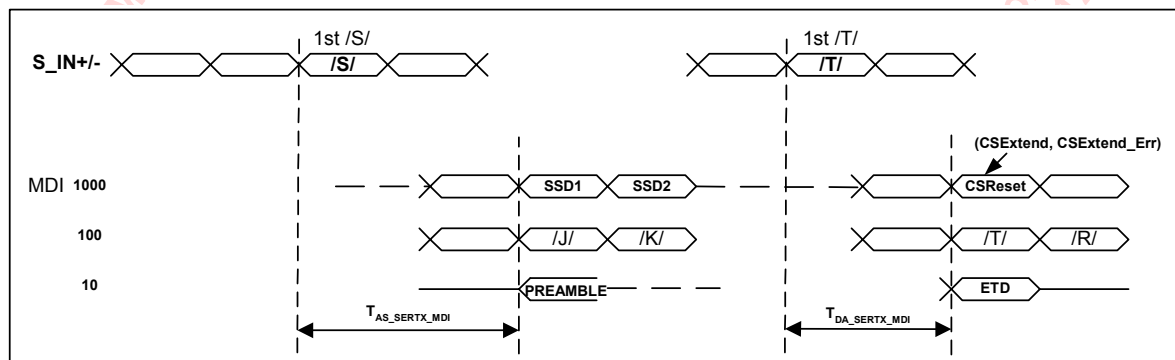 1st /S/ 1st /T/
S_IN+/- /S/ /T/
(CSExtend, CSExtend_Err)
MDI 1000 SSD1 SSD2 CSReset
100 /J/ /K/ /T/ /R/
10 PREAMBLE ETD
TAS_SERTX_MDI TDA_SERTX_MDI